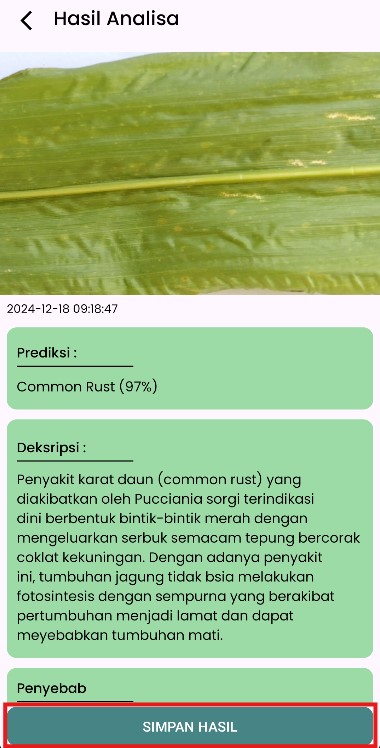 Hasil Analisa
2024-12-18 09:18:47
Prediksi :
Common Rust (97%)
Deksripsi :
Penyakit karat daun (common rust) yang
diakibatkan oleh Pucciania sorgi terindikasi
dini berbentuk bintik-bintik merah dengan
mengeluarkan serbuk semacam tepung bercorak
coklat kekuningan. Dengan adanya penyakit
ini, tumbuhan jagung tidak bsia melakukan
fotosintesis dengan sempurna yang berakibat
pertumbuhan menjadi lamat dan dapat
meyebabkan tumbuhan mati.
Penyebab
SIMPAN HASIL